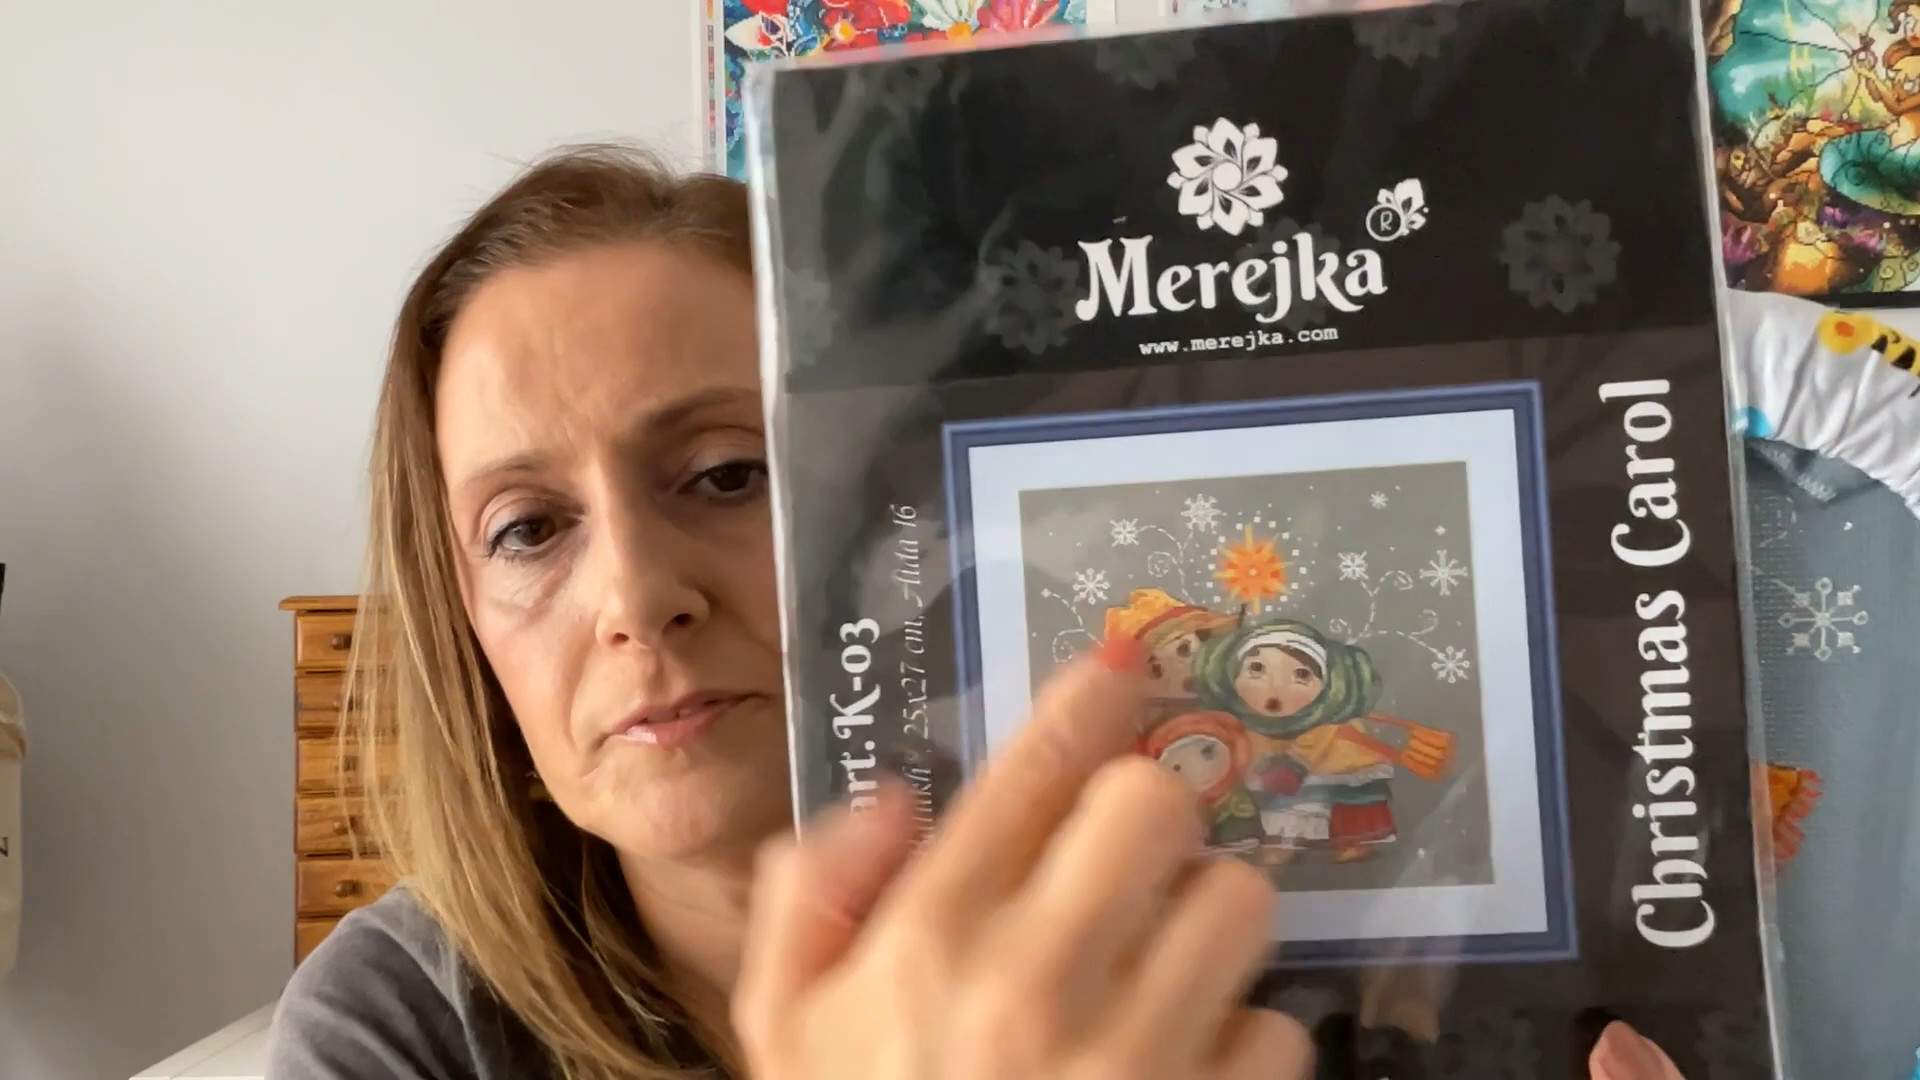 Merejka
®
www.merejka.com
Christmas Carol
art.K-03
25x27 cm, Aida 16